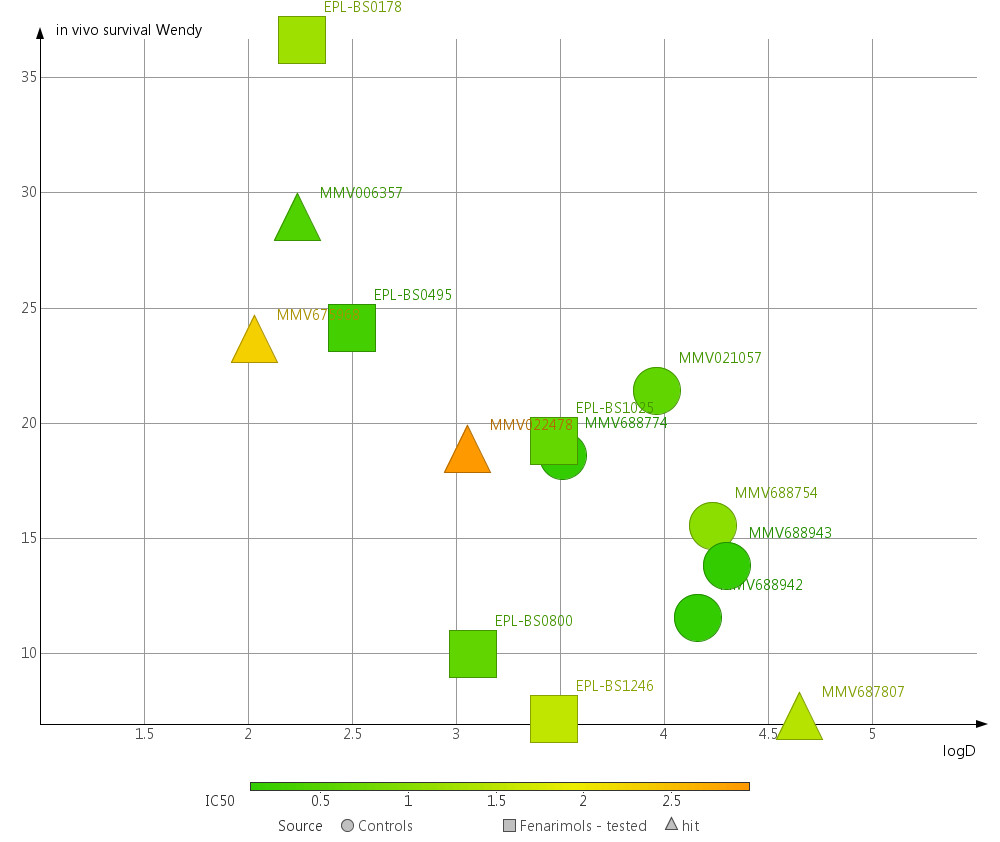 EPL-BS0178
in vivo survival Wendy
35
30
MMV006357
EPL-BS0495
25
MMV021057
EPL-BS1025
20
MMV022478
MMV688774
MMV688754
15
MMV688943
MMV688942
EPL-BS0800
10
EPL-BS1246
MMV687807
1.5 2 2.5 3 4 4.5 5
logD
IC50 0.5 1 1.5 2 2.5
Source Controls Fenarimols - tested hit